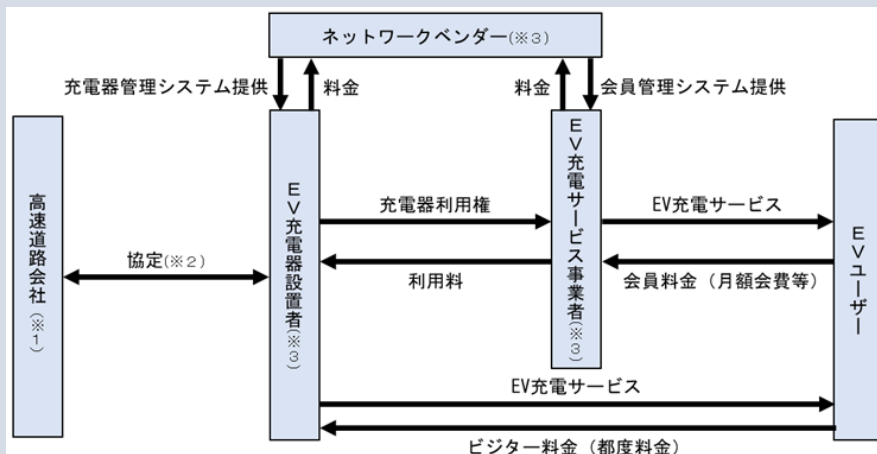 ネットワークベンダー(※3)
充電器管理システム提供
料金
料金
会員管理システム提供
高速道路会社(※1)
協定(※2)
EV充電器設置者(※3)
充電器利用権
利用料
EV充電サービス事業者(※3)
EV充電サービス
会員料金（月額会費等）
EVユーザー
EV充電サービス
ビジター料金（都度料金）